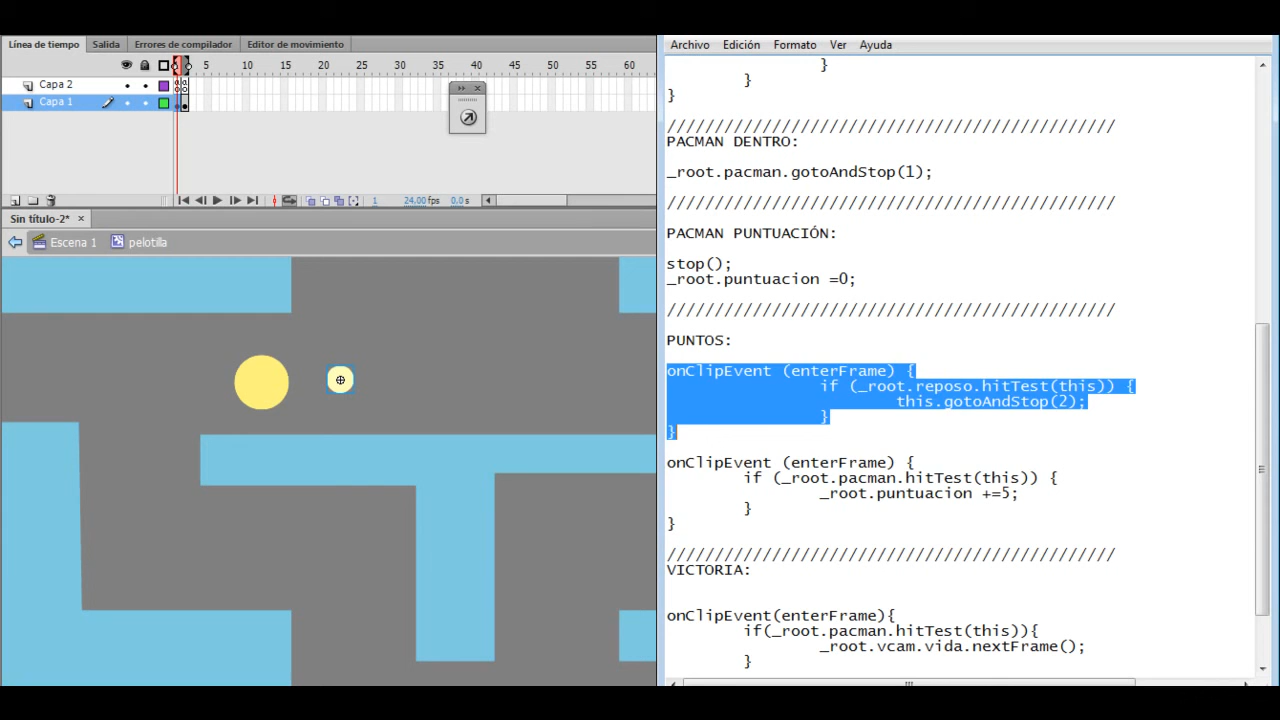 Línea de tiempo Salida Errores de compilador Editor de movimiento
5 10 15 20 25 30 35 40 45 50 55 60
Capa 2
Capa 1
1 24.00 fps 0.0 s
Sin título-2* ×
Escena 1 pelotilla
Archivo Edición Formato Ver Ayuda
}
}
}
///////////////////////////////////////////////
PACMAN DENTRO:
_root.pacman.gotoAndStop(1);
///////////////////////////////////////////////
PACMAN PUNTUACIÓN:
stop();
_root.puntuacion =0;
///////////////////////////////////////////////
PUNTOS:
onClipEvent (enterFrame) {
if (_root.reposo.hitTest(this)) {
this.gotoAndStop(2);
}
}
onClipEvent (enterFrame) {
if (_root.pacman.hitTest(this)) {
_root.puntuacion +=5;
}
}
///////////////////////////////////////////////
VICTORIA:
onClipEvent(enterFrame){
if(_root.pacman.hitTest(this)){
_root.vcam.vida.nextFrame();
}